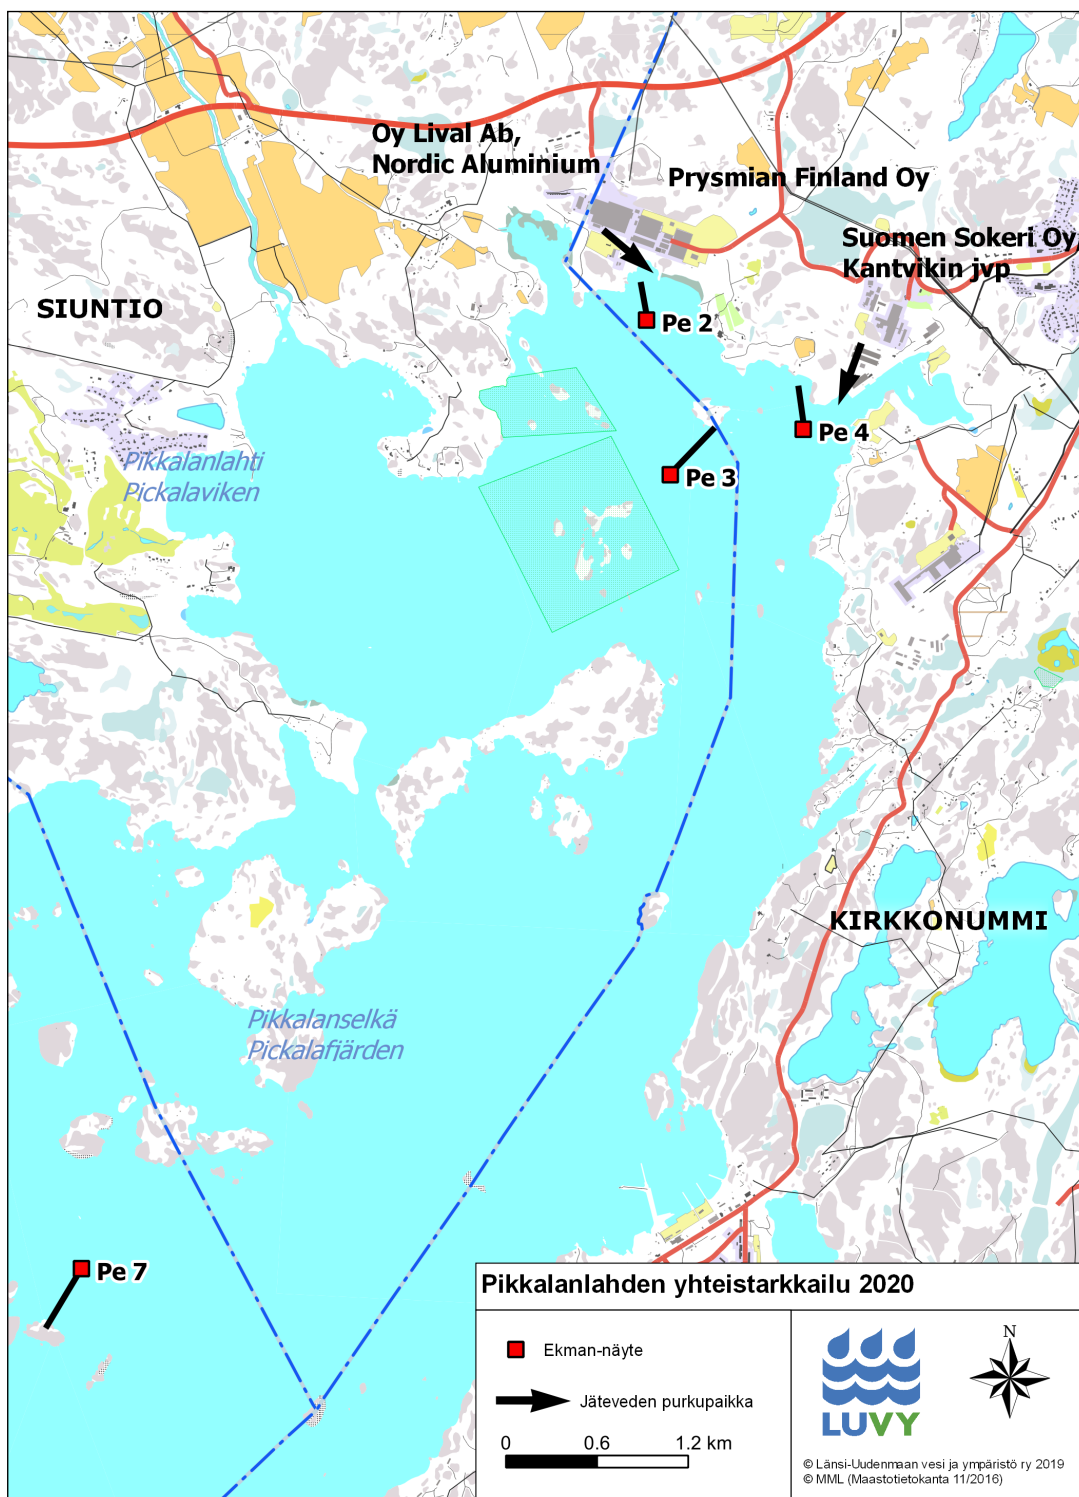 Oy Lival Ab,
Nordic Aluminium
Prysmian Finland Oy
Suomen Sokeri Oy,
Kantvikin jvp
SIUNTIO
Pe 2
Pe 4
Pikkalanlahti
Pickalaviken
Pe 3
KIRKKONUMMI
Pikkalanselkä
Pickalafjärden
Pe 7
Pikkalanlahden yhteistarkkailu 2020
Ekman-näyte
Jäteveden purkupaikka
0 0.6 1.2 km
N
LUVY
© Länsi-Uudenmaan vesi ja ympäristö ry 2019
© MML (Maastotietokanta 11/2016)